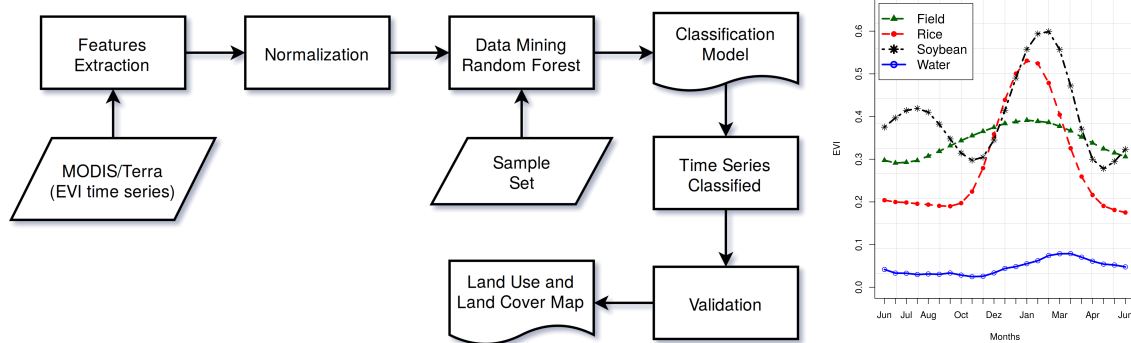 Features
Extraction
Normalization
Data Mining
Random Forest
Classification
Model
MODIS/Terra
(EVI time series)
Sample
Set
Time Series
Classified
Land Use and
Land Cover Map
Validation
Field
Rice
Soybean
Water
EVI
0.6
0.5
0.4
0.3
0.2
0.1
0.0
Jun Jul Aug Oct Dez Jan Mar Apr Jun
Months